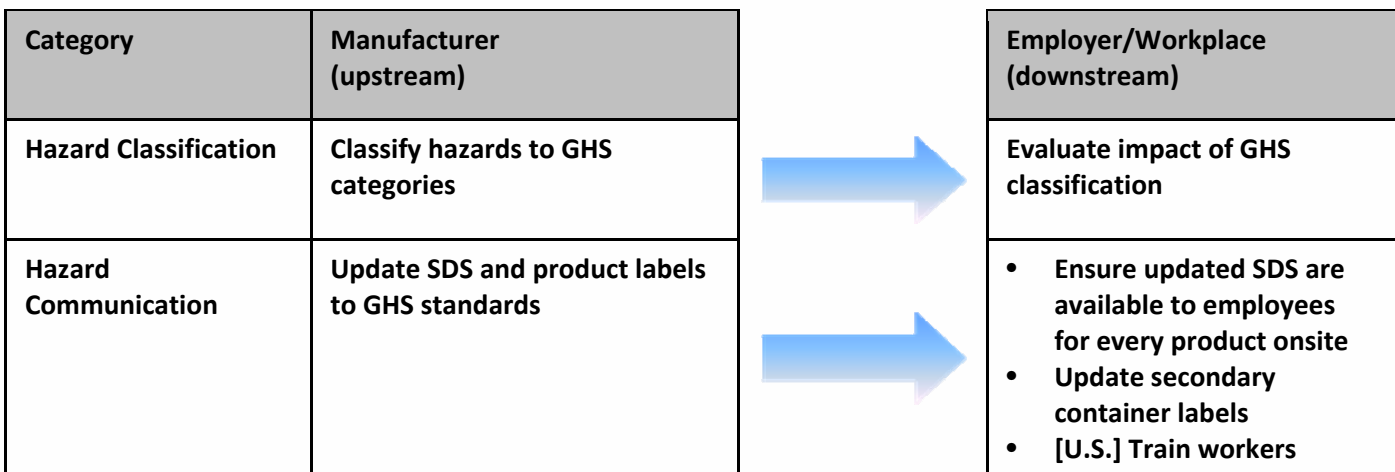 Category
Manufacturer
(upstream)
Employer/Workplace
(downstream)
Hazard Classification
Classify hazards to GHS
categories
Evaluate impact of GHS
classification
Hazard
Communication
Update SDS and product labels
to GHS standards
• Ensure updated SDS are
available to employees
for every product onsite
• Update secondary
container labels
• [U.S.] Train workers